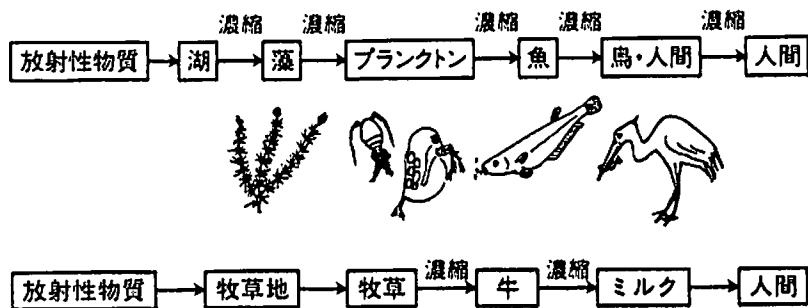 濃縮 濃縮 濃縮 濃縮 濃縮
放射性物質 → 湖 → 藻 → プランクトン → 魚 → 鳥・人間 → 人間
濃縮 濃縮
放射性物質 → 牧草地 → 牧草 → 牛 → ミルク → 人間